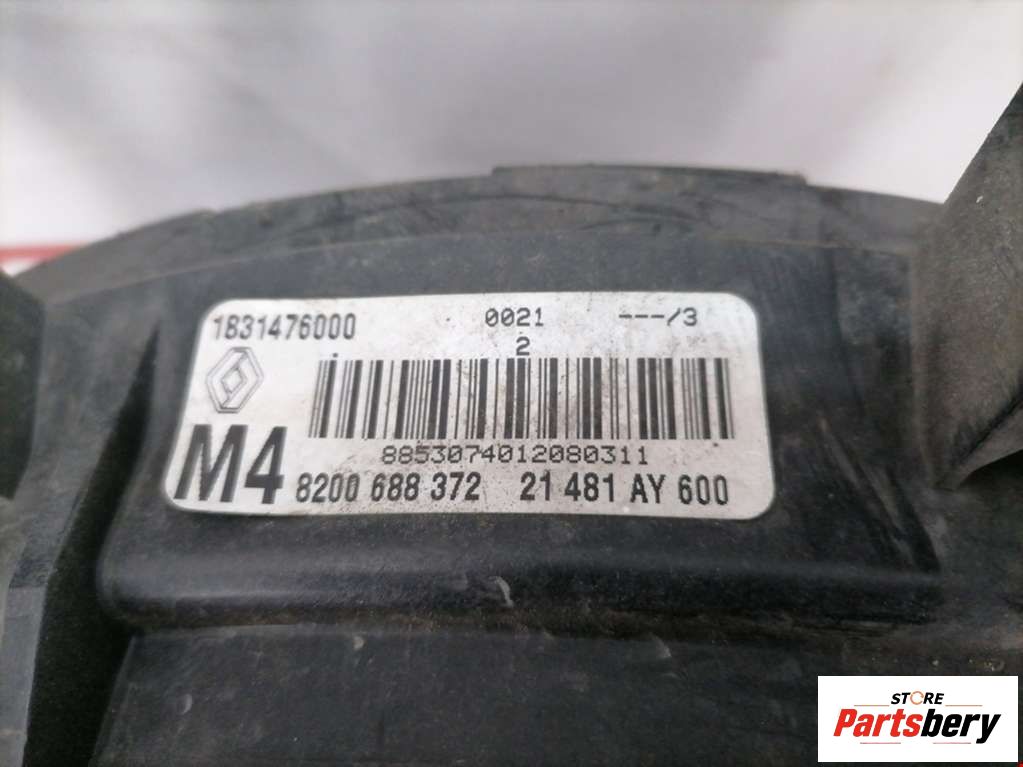 1831476000 0021 ---/3
2
8853074012080311
M4 8200 688 372 21 481 AY 600
STORE
Partsbery